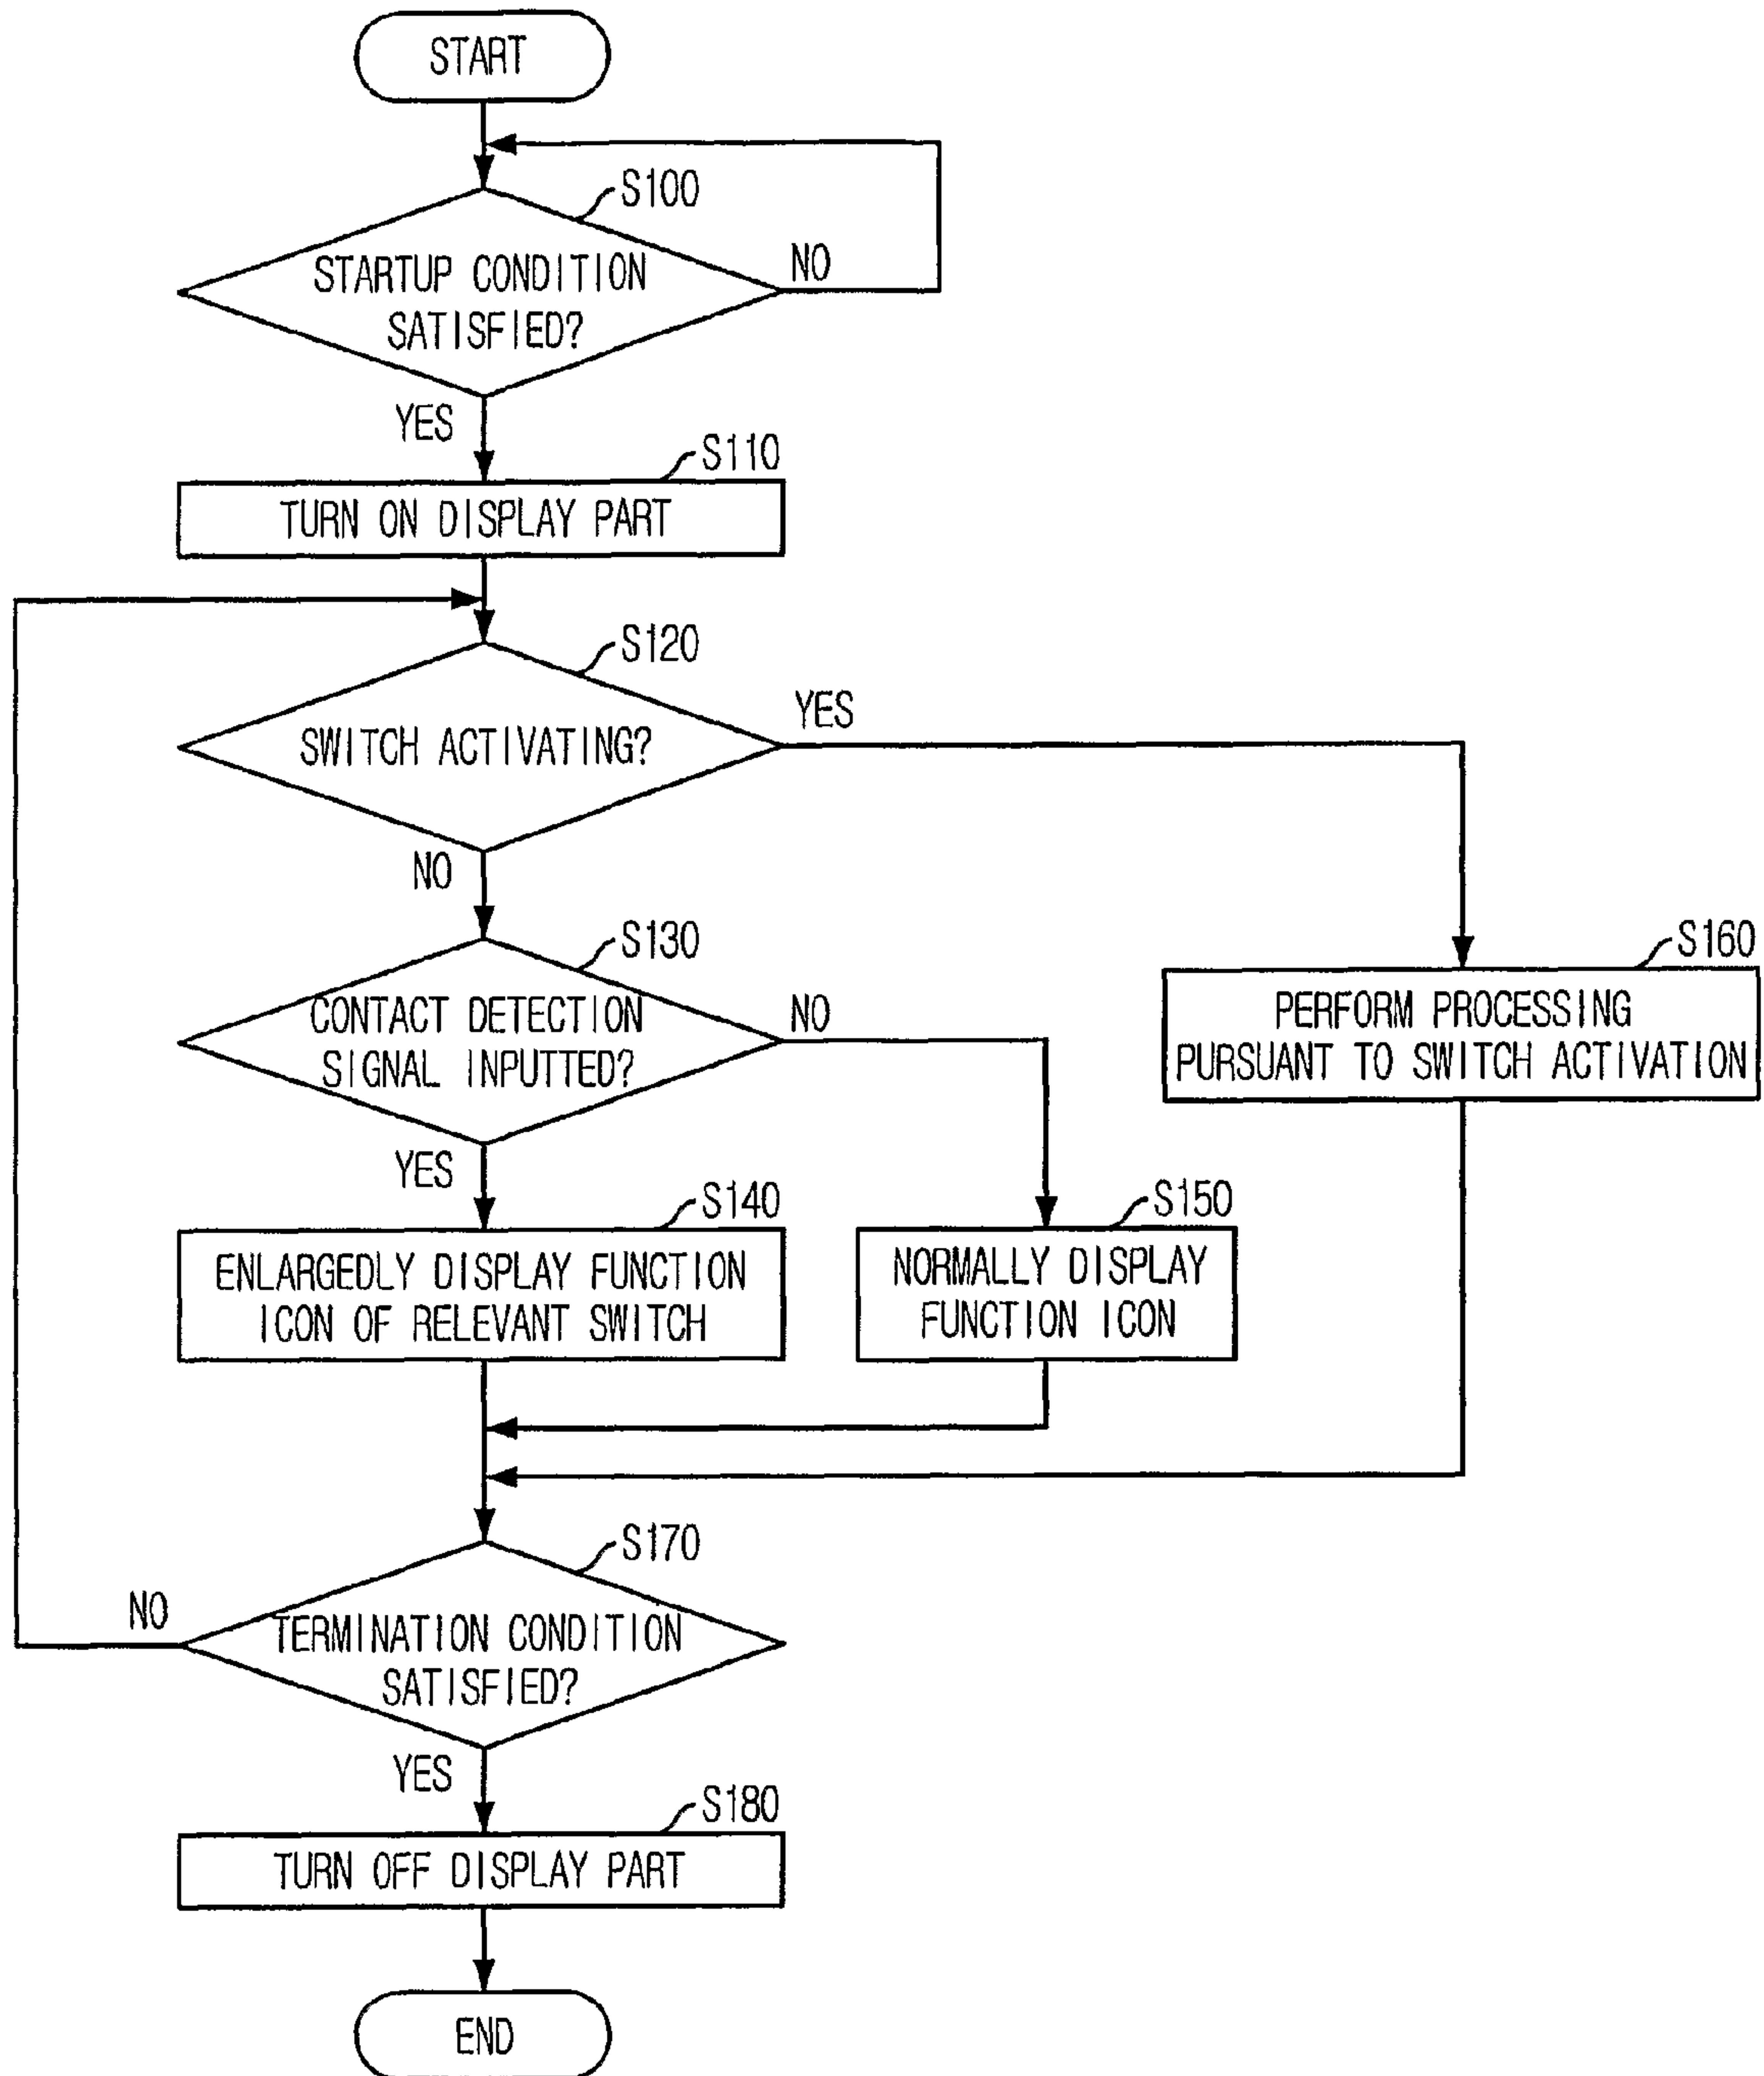 START
S100
STARTUP CONDITION
SATISFIED?
NO
YES
S110
TURN ON DISPLAY PART
S120
SWITCH ACTIVATING?
YES
NO
S130
CONTACT DETECTION
SIGNAL INPUTTED?
NO
YES
S160
PERFORM PROCESSING
PURSUANT TO SWITCH ACTIVATION
S140
ENLARGEDLY DISPLAY FUNCTION
ICON OF RELEVANT SWITCH
S150
NORMALLY DISPLAY
FUNCTION ICON
S170
TERMINATION CONDITION
SATISFIED?
NO
YES
S180
TURN OFF DISPLAY PART
END